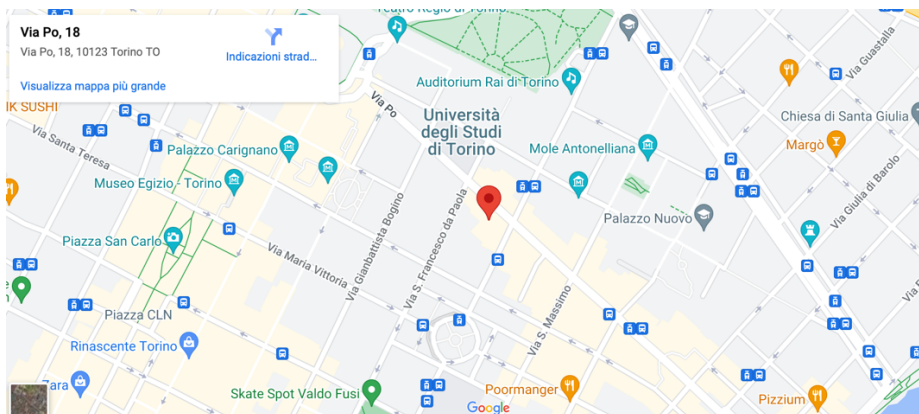 Via Po, 18
Via Po, 18, 10123 Torino TO
Indicazioni strad...
Visualizza mappa più grande
Teatro Regio di Torino
Via Guastalla
IK SUSHI
Via Po
Auditorium Rai di Torino
Università
degli Studi
di Torino
Chiesa di Santa Giulia
Via Santa Teresa
Palazzo Carignano
Mole Antonelliana
Margò
Museo Egizio - Torino
Via Giulia di Barolo
Palazzo Nuovo
Piazza San Carlo
Via Maria Vittoria
Via Gianbattista Bogino
Via S. Francesco da Paola
Via S. Massimo
Piazza CLN
Rinascente Torino
Zara
Skate Spot Valdo Fusi
Poormanger
Pizzium
Google